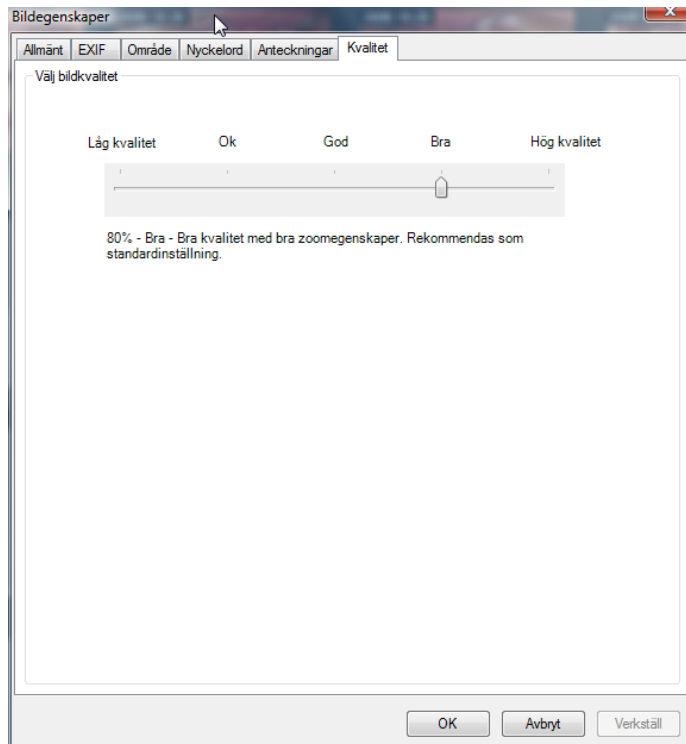 Bildegenskaper
Allmänt EXIF Område Nyckelord Anteckningar Kvalitet
Välj bildkvalitet
Låg kvalitet Ok God Bra Hög kvalitet
80% - Bra - Bra kvalitet med bra zoomegenskaper. Rekommendas som
standardinställning.
OK Avbryt Verkställ